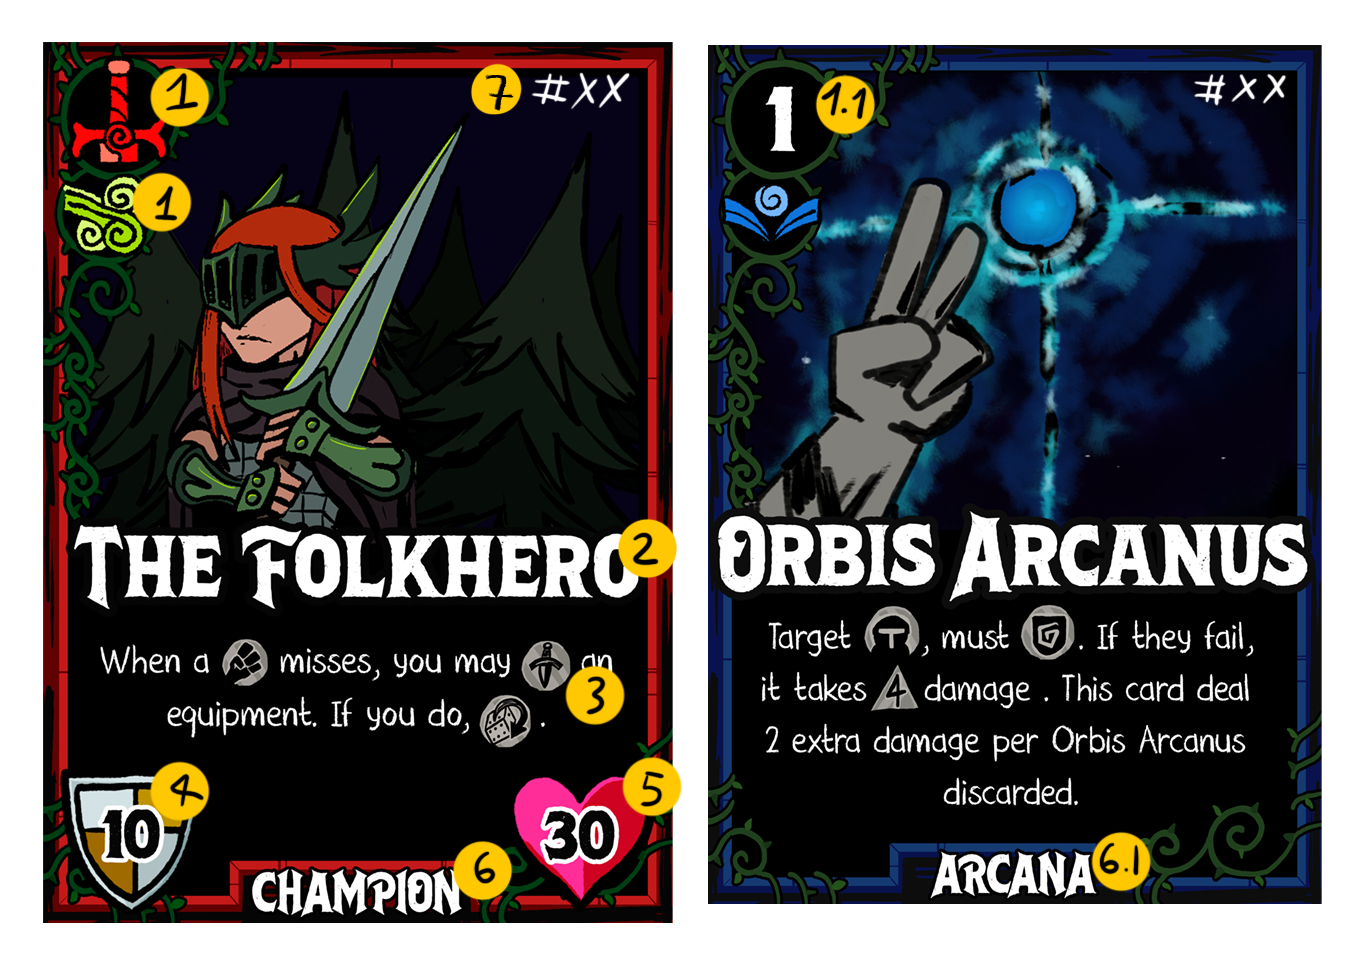 1
7 #XX
1
THE FOLKHERO 2
When a misses, you may an
3
equipment. If you do, .
4
10
5
30
CHAMPION 6
1 1.1
#XX
ORBIS ARCANUS
Target T, must G. If they fail,
it takes 4 damage . This card deal
2 extra damage per Orbis Arcanus
discarded.
ARCANA 6.1